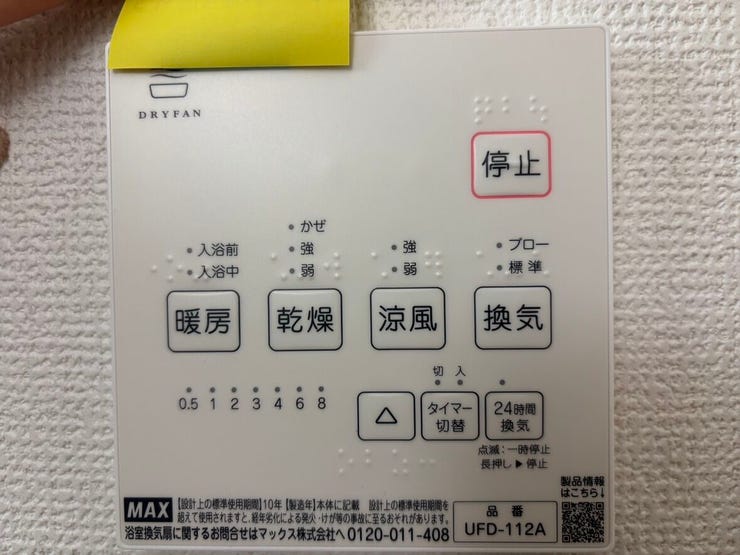 DRYFAN
停止
入浴前
入浴中
かぜ
強
弱
強
弱
ブロー
標準
暖房
乾燥
涼風
換気
0.5 1 2 3 4 6 8
切 入
△
タイマー
切替
24時間
換気
点滅:一時停止
長押し▶停止
製品情報
はこちら↓
MAX
【設計上の標準使用期間】10年【製造年】本体に記載 設計上の標準使用期間を
超えて使用されますと、経年劣化による発火・けが等の事故に至るおそれがあります。
浴室換気扇に関するお問合せはマックス株式会社へ 0120-011-408
品番
UFD-112A